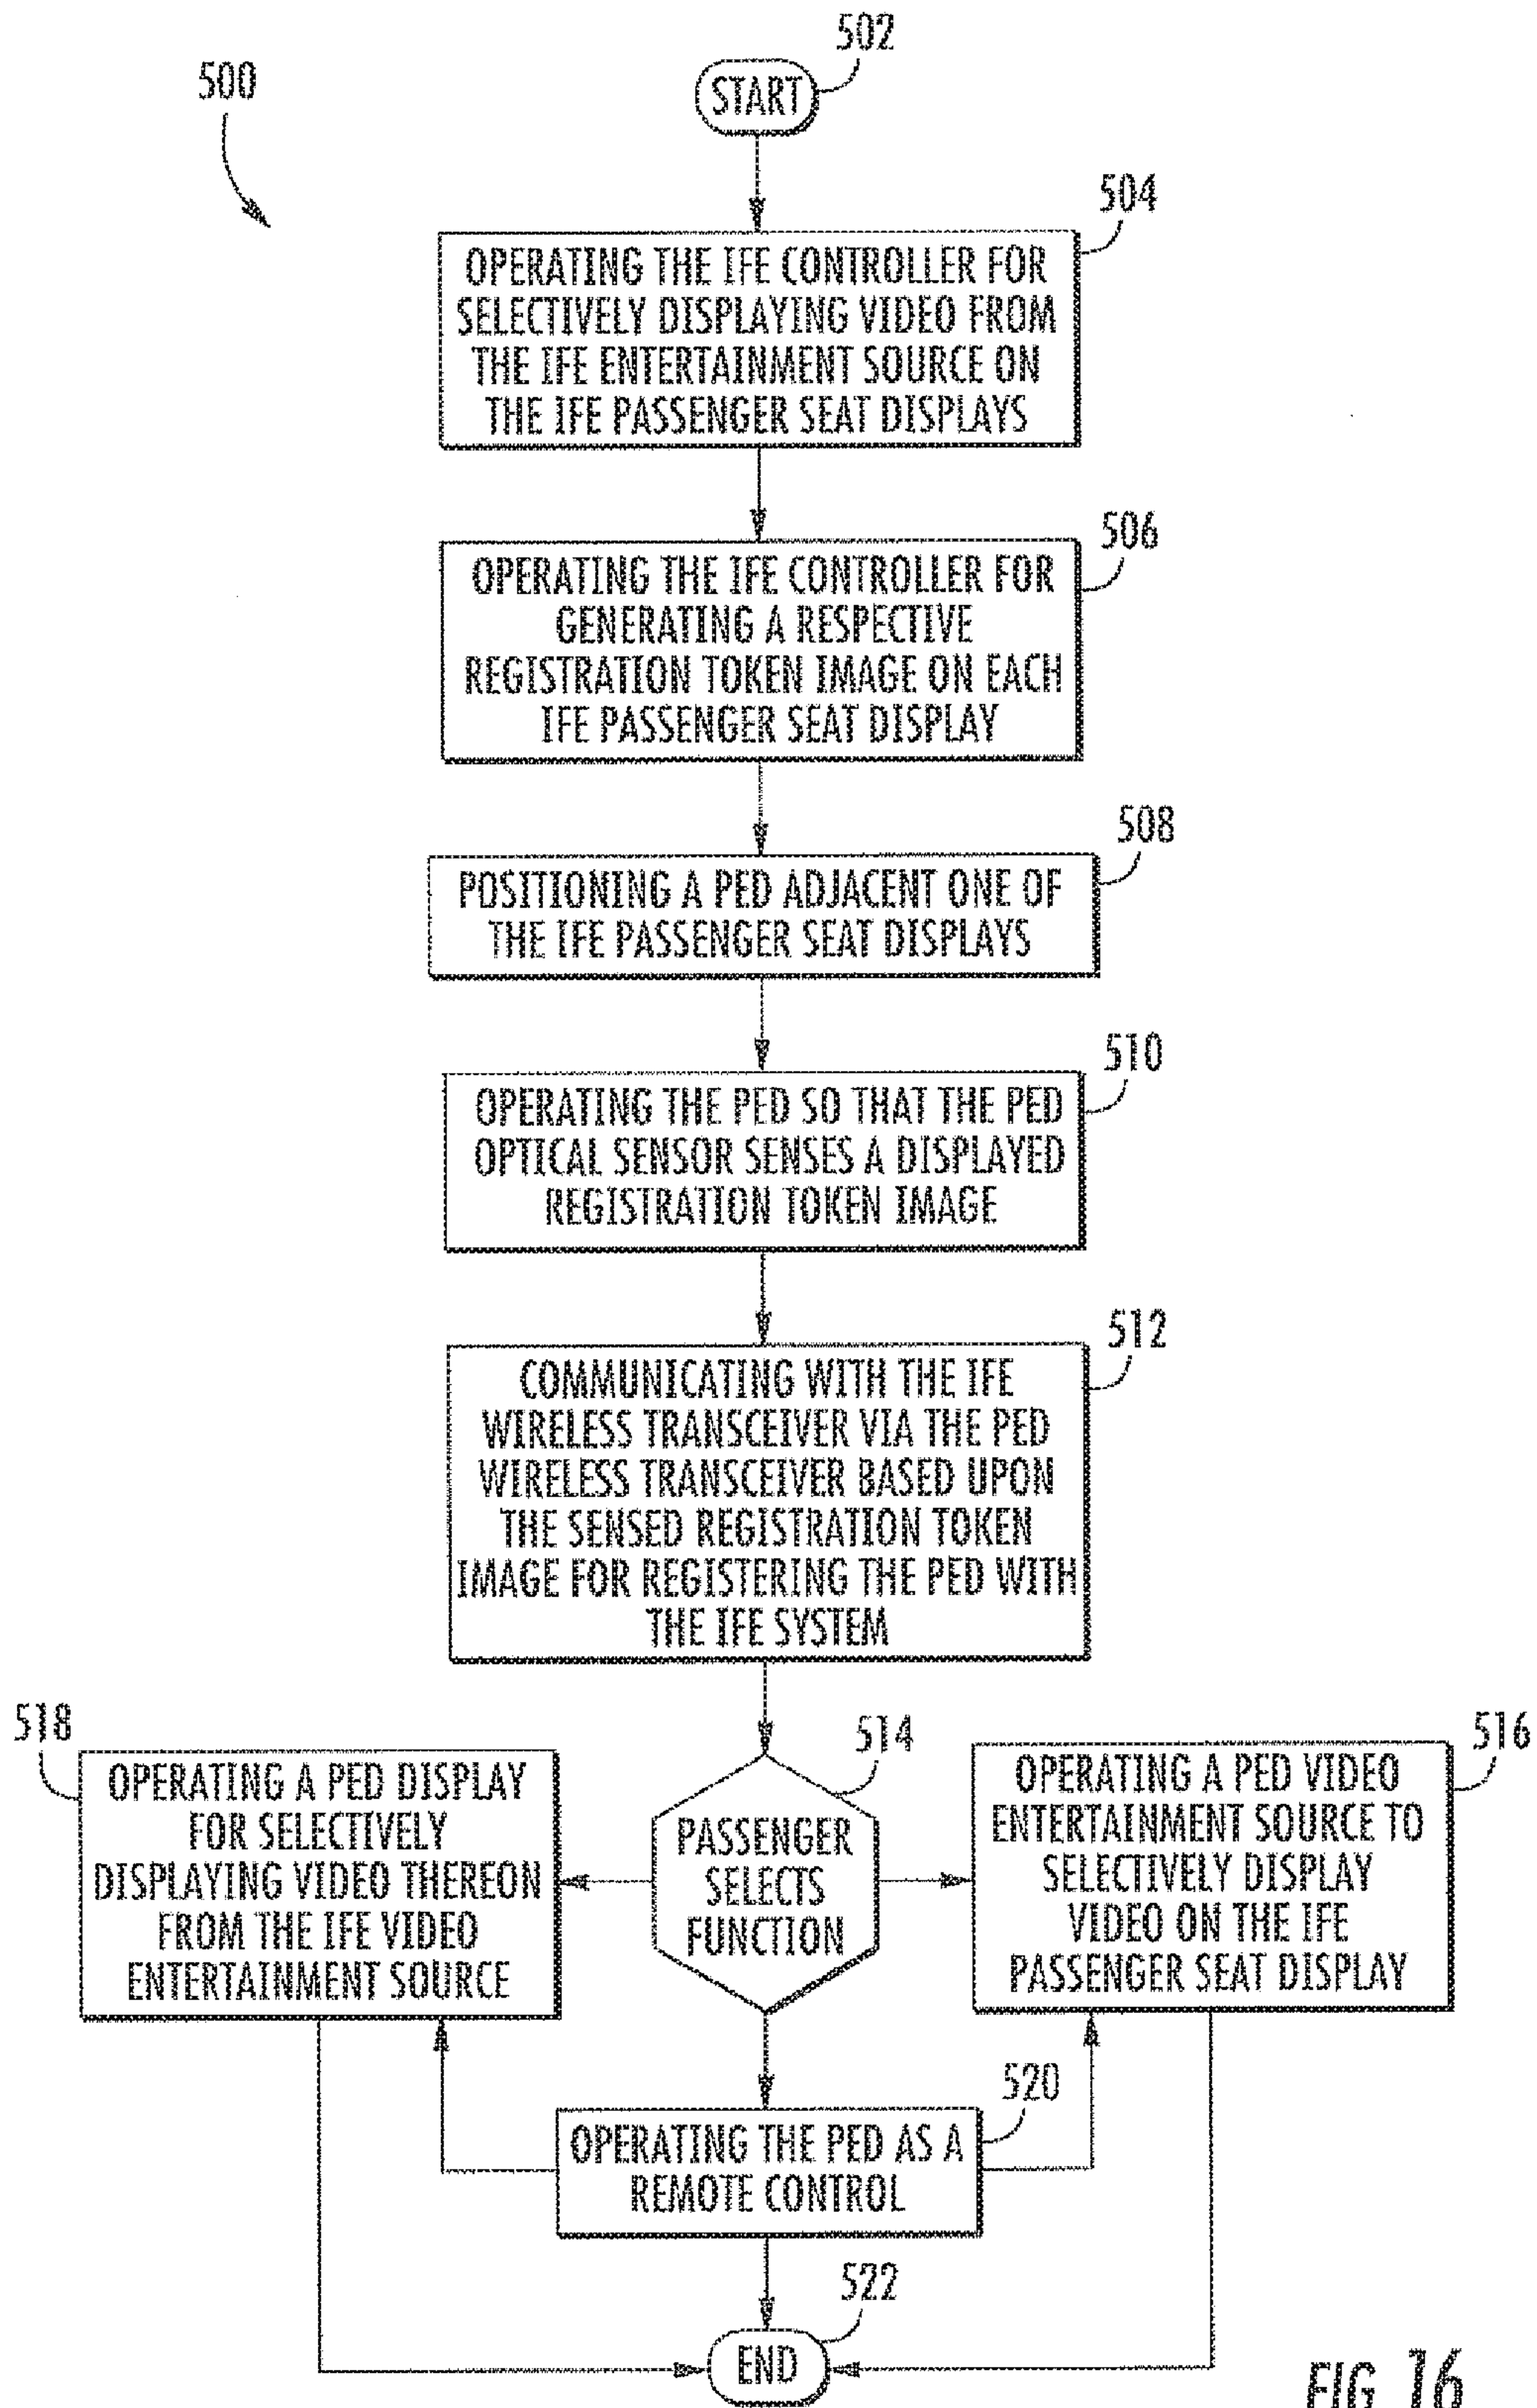 502
500
START
504
OPERATING THE IFE CONTROLLER FOR
SELECTIVELY DISPLAYING VIDEO FROM
THE IFE ENTERTAINMENT SOURCE ON
THE IFE PASSENGER SEAT DISPLAYS
506
OPERATING THE IFE CONTROLLER FOR
GENERATING A RESPECTIVE
REGISTRATION TOKEN IMAGE ON EACH
IFE PASSENGER SEAT DISPLAY
508
POSITIONING A PED ADJACENT ONE OF
THE IFE PASSENGER SEAT DISPLAYS
510
OPERATING THE PED SO THAT THE PED
OPTICAL SENSOR SENSES A DISPLAYED
REGISTRATION TOKEN IMAGE
512
COMMUNICATING WITH THE IFE
WIRELESS TRANSCEIVER VIA THE PED
WIRELESS TRANSCEIVER BASED UPON
THE SENSED REGISTRATION TOKEN
IMAGE FOR REGISTERING THE PED WITH
THE IFE SYSTEM
518
OPERATING A PED DISPLAY
FOR SELECTIVELY
DISPLAYING VIDEO THEREON
FROM THE IFE VIDEO
ENTERTAINMENT SOURCE
514
PASSENGER
SELECTS
FUNCTION
516
OPERATING A PED VIDEO
ENTERTAINMENT SOURCE TO
SELECTIVELY DISPLAY
VIDEO ON THE IFE
PASSENGER SEAT DISPLAY
520
OPERATING THE PED AS A
REMOTE CONTROL
522
END
FIG. 16